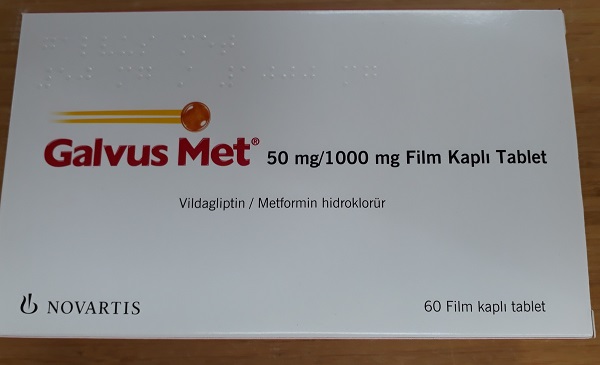 Galvus Met® 50 mg/1000 mg Film Kaplı Tablet
Vildagliptin / Metformin hidroklorür
NOVARTIS
60 Film kaplı tablet